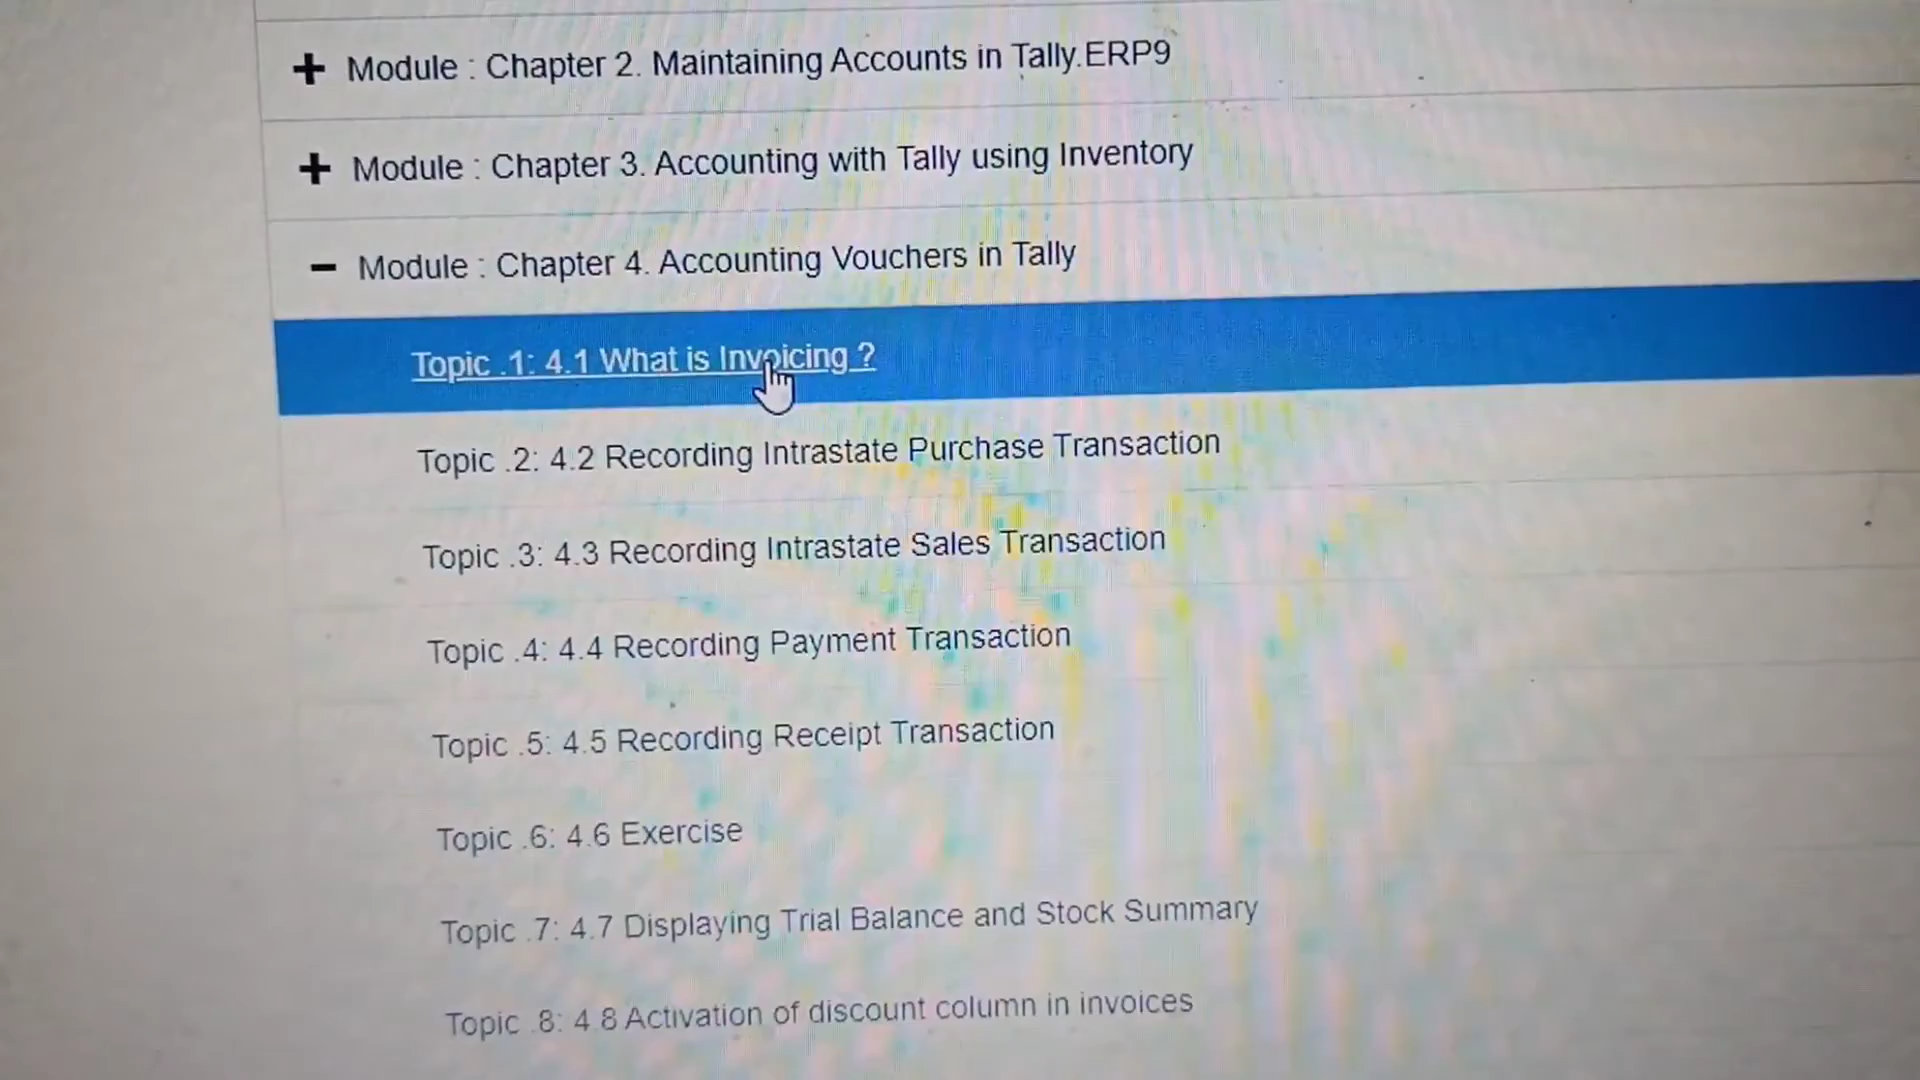 Module : Chapter 2. Maintaining Accounts in Tally.ERP9
Module : Chapter 3. Accounting with Tally using Inventory
Module : Chapter 4. Accounting Vouchers in Tally
Topic .1: 4.1 What is Invoicing ?
Topic .2: 4.2 Recording Intrastate Purchase Transaction
Topic .3: 4.3 Recording Intrastate Sales Transaction
Topic .4: 4.4 Recording Payment Transaction
Topic .5: 4.5 Recording Receipt Transaction
Topic .6: 4.6 Exercise
Topic .7: 4.7 Displaying Trial Balance and Stock Summary
Topic .8: 4.8 Activation of discount column in invoices